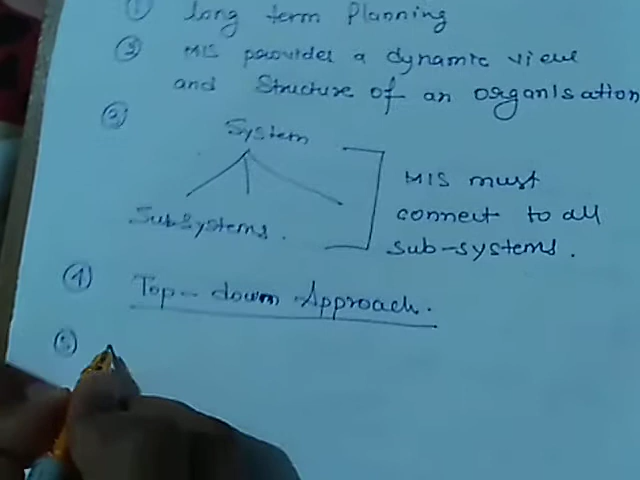 ① long term Planning
③ MIS provides a dynamic view
and Structure of an organisation
② System
Subsystems.
MIS must
connect to all
sub-systems.
④ Top-down Approach.
⑤